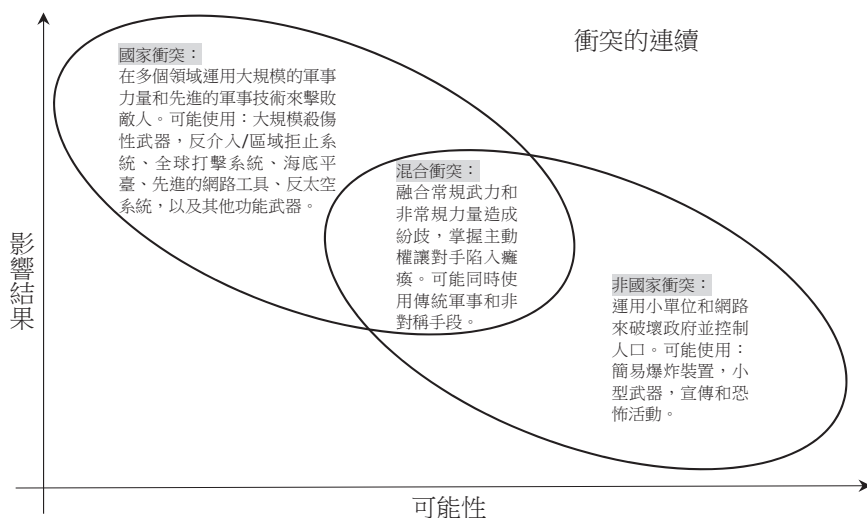 衝突的連續
國家衝突：
在多個領域運用大規模的軍事
力量和先進的軍事技術來擊敗
敵人。可能使用：大規模殺傷
性武器，反介入/區域拒止系
統、全球打擊系統、海底平
臺、先進的網路工具、反太空
系統，以及其他功能武器。
混合衝突：
融合常規武力和
非常規力量造成
紛歧，掌握主動
權讓對手陷入癱
瘓。可能同時使
用傳統軍事和非
對稱手段。
非國家衝突：
運用小單位和網路
來破壞政府並控制
人口。可能使用：
簡易爆炸裝置，小
型武器，宣傳和恐
怖活動。
影響結果
可能性